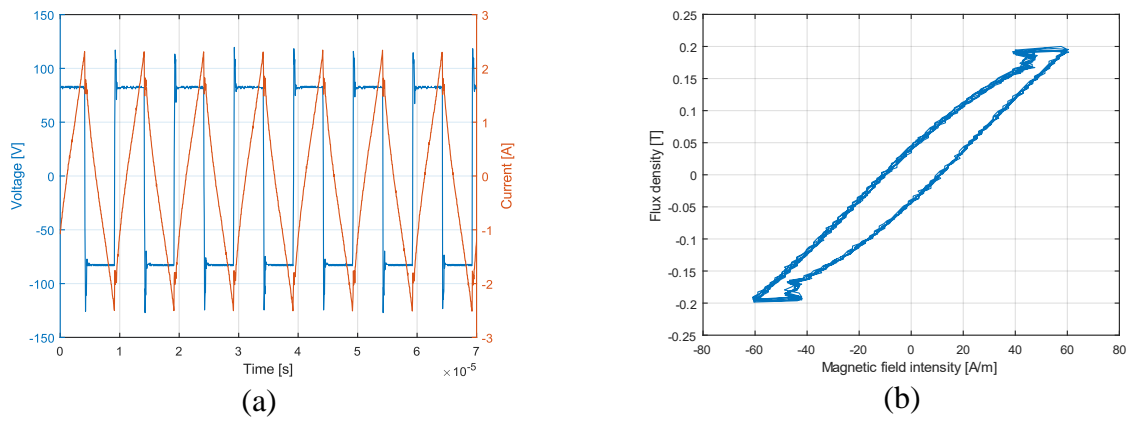 150
100
50
0
-50
-100
-150
Voltage [V]
3
2
1
0
-1
-2
-3
Current [A]
0 1 2 3 4 5 6 7
Time [s]
×10-5
(a)
0.25
0.2
0.15
0.1
0.05
0
-0.05
-0.1
-0.15
-0.2
-0.25
Flux density [T]
-80 -60 -40 -20 0 20 40 60 80
Magnetic field intensity [A/m]
(b)